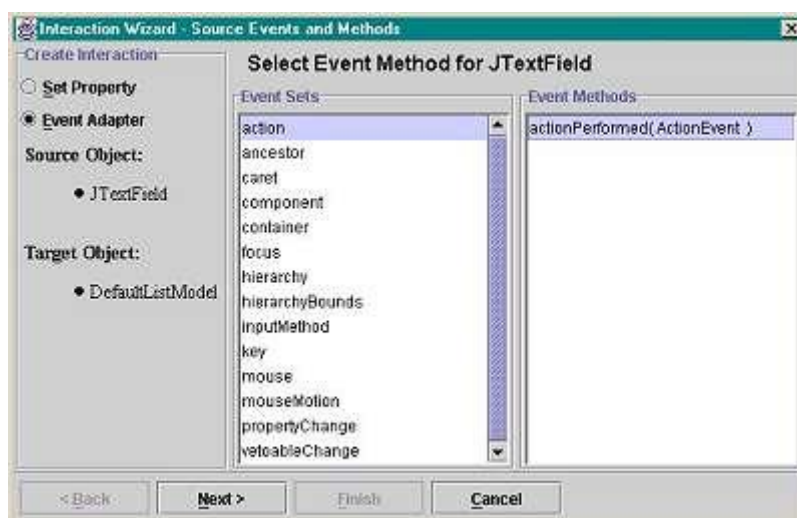 Interaction Wizard - Source Events and Methods
Create Interaction
Set Property
Event Adapter
Source Object:
JTextField
Target Object:
DefaultListModel
Select Event Method for JTextField
Event Sets
action
ancestor
caret
component
container
focus
hierarchy
hierarchyBounds
inputMethod
key
mouse
mouseMotion
propertyChange
vetoableChange
Event Methods
actionPerformed( ActionEvent )
< Back
Next >
Finish
Cancel